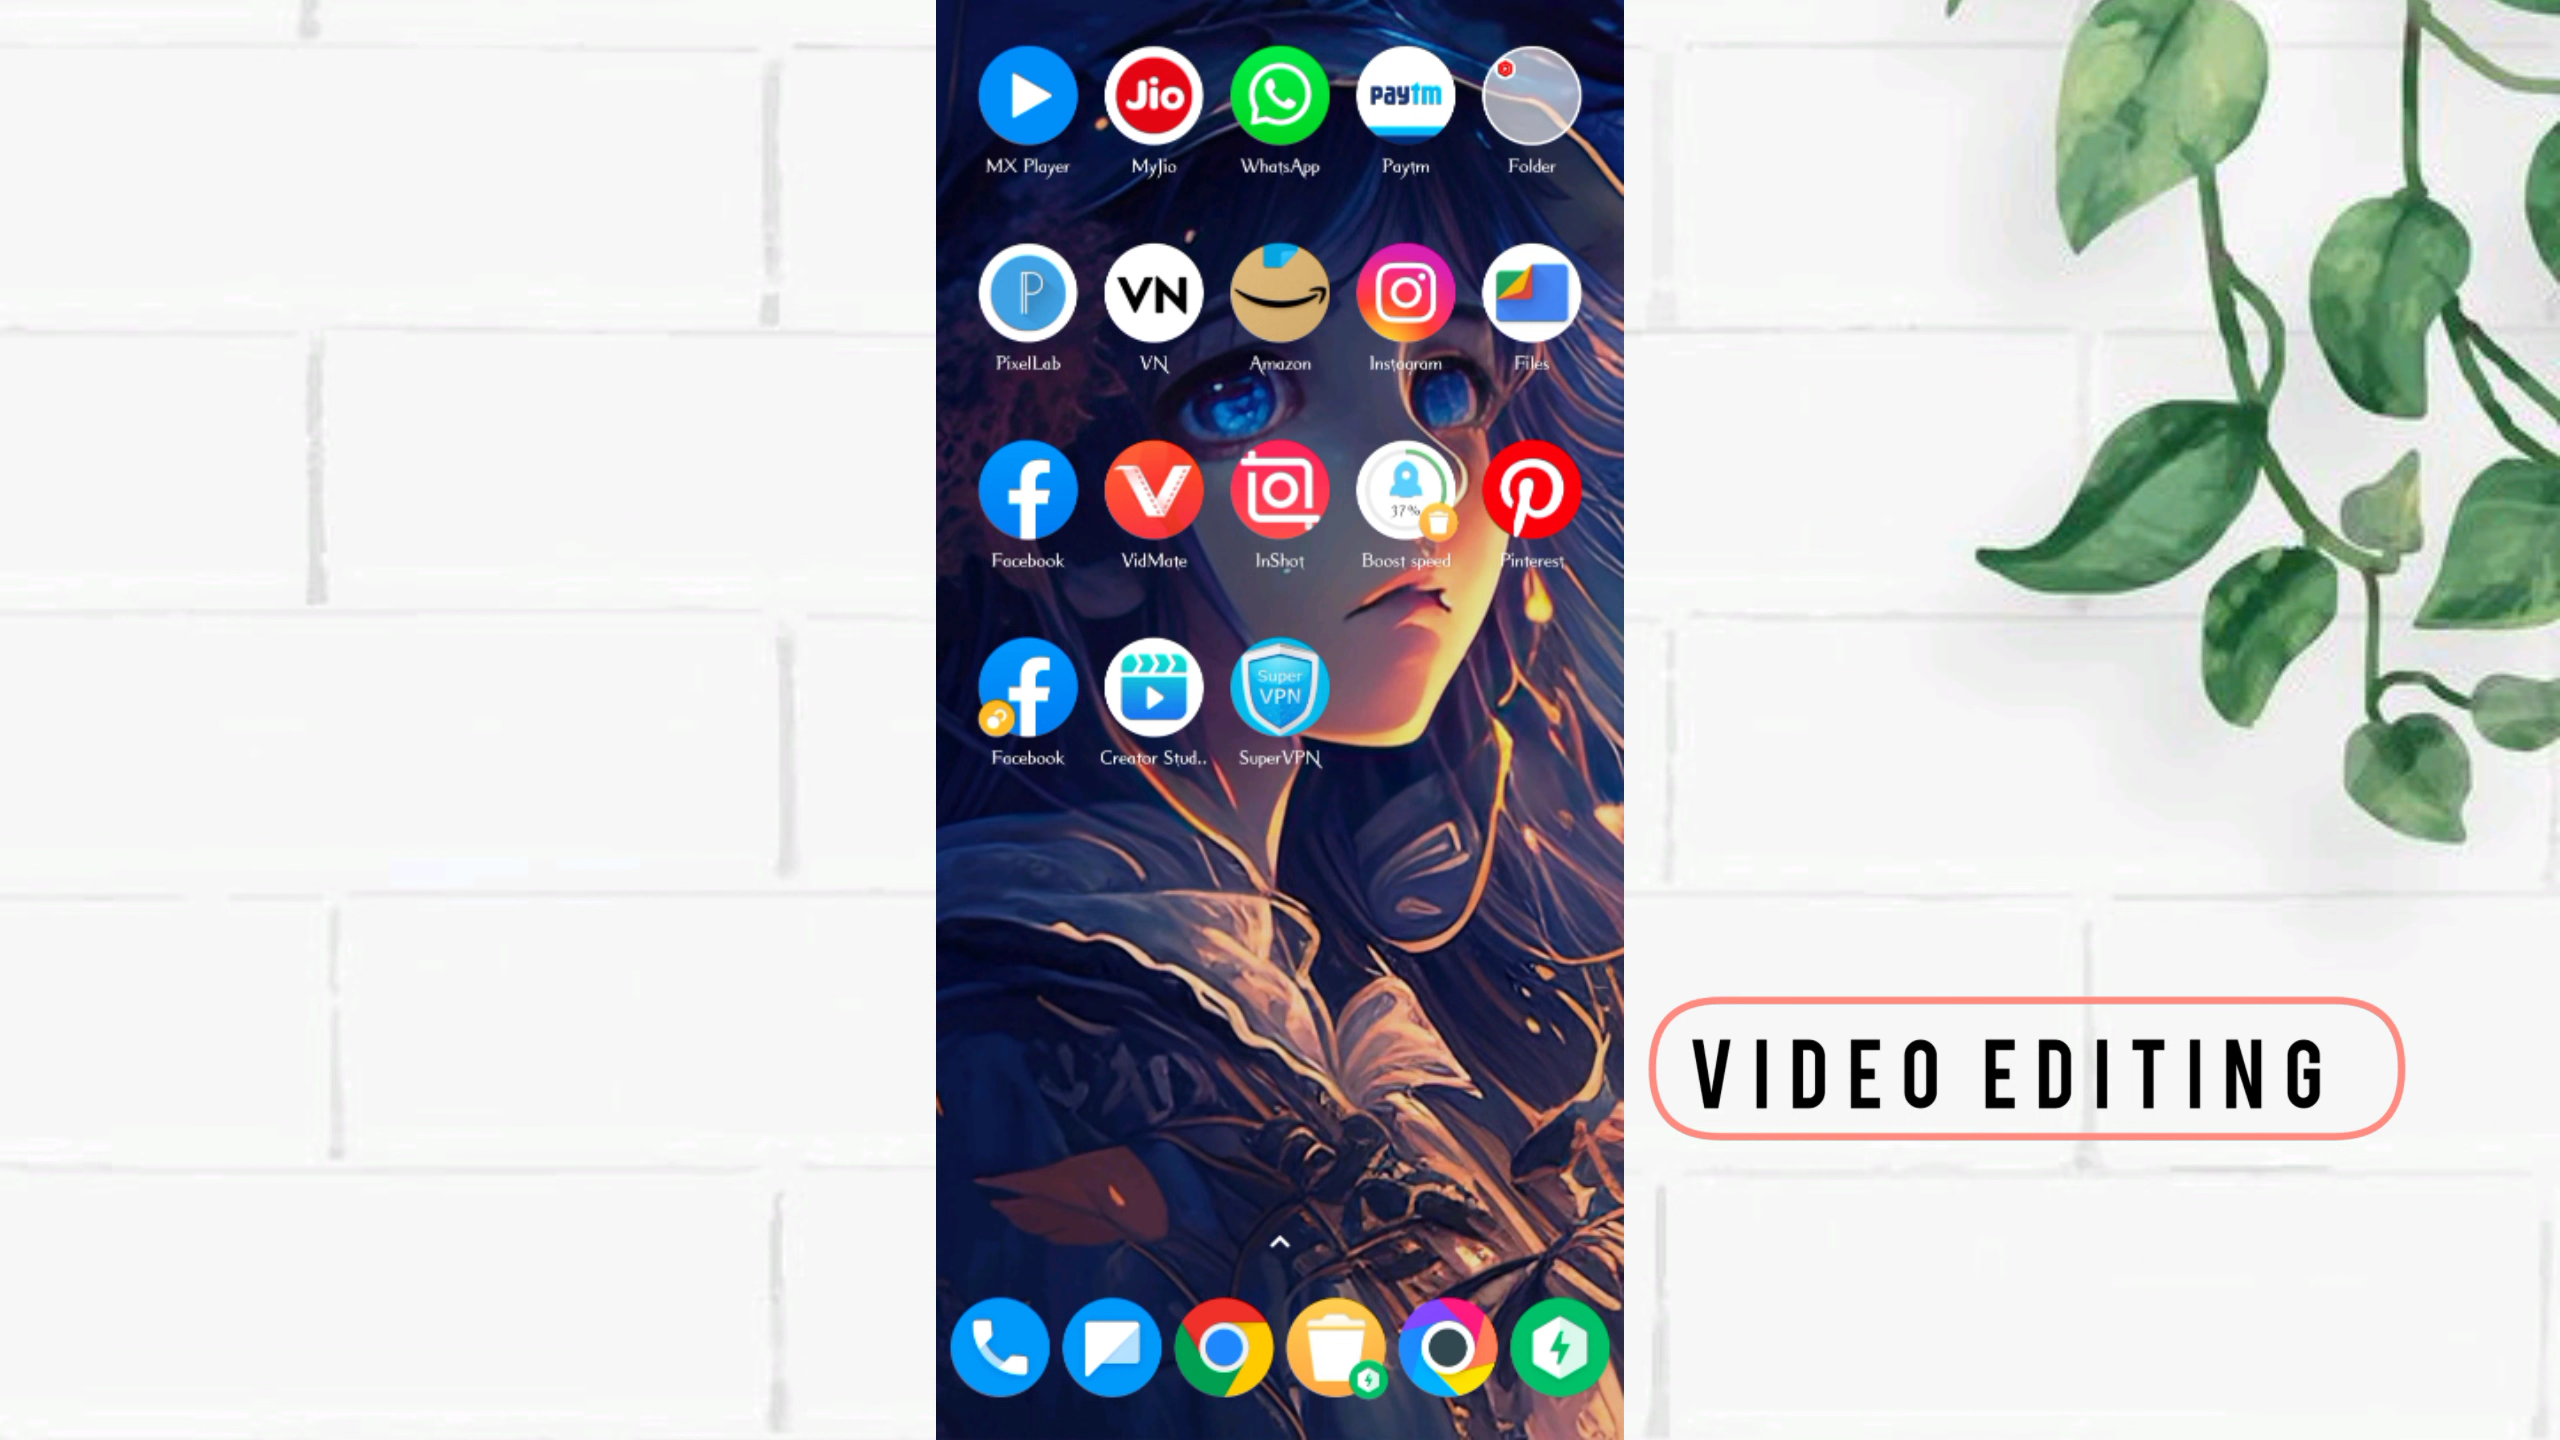 Jio
paytm
MX Player MyJio WhatsApp Paytm Folder
P VN
PixelLab VN Amazon Instagram Files
37%
Facebook VidMate InShot Boost speed Pinterest
Super
VPN
Facebook Creator Stud.. SuperVPN
VIDEO EDITING